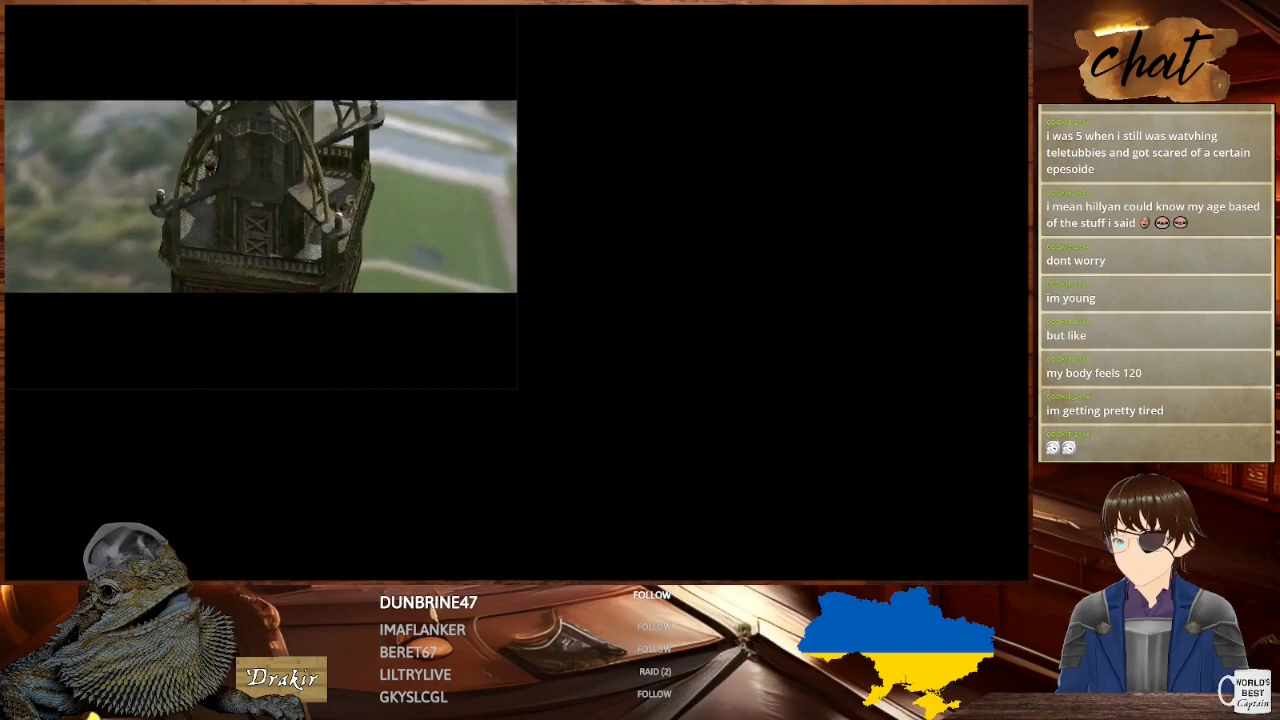 chat
i was 5 when i still was watvhing
teletubbies and got scared of a certain
epesoide
i mean hillyan could know my age based
of the stuff i said
dont worry
im young
but like
my body feels 120
im getting pretty tired
DUNBRINE47 FOLLOW
IMAFLANKER FOLLOW
BERET67 FOLLOW
LILTRYLIVE RAID (2)
GKYSLCGL FOLLOW
Drakir
WORLD'S
BEST
Captain